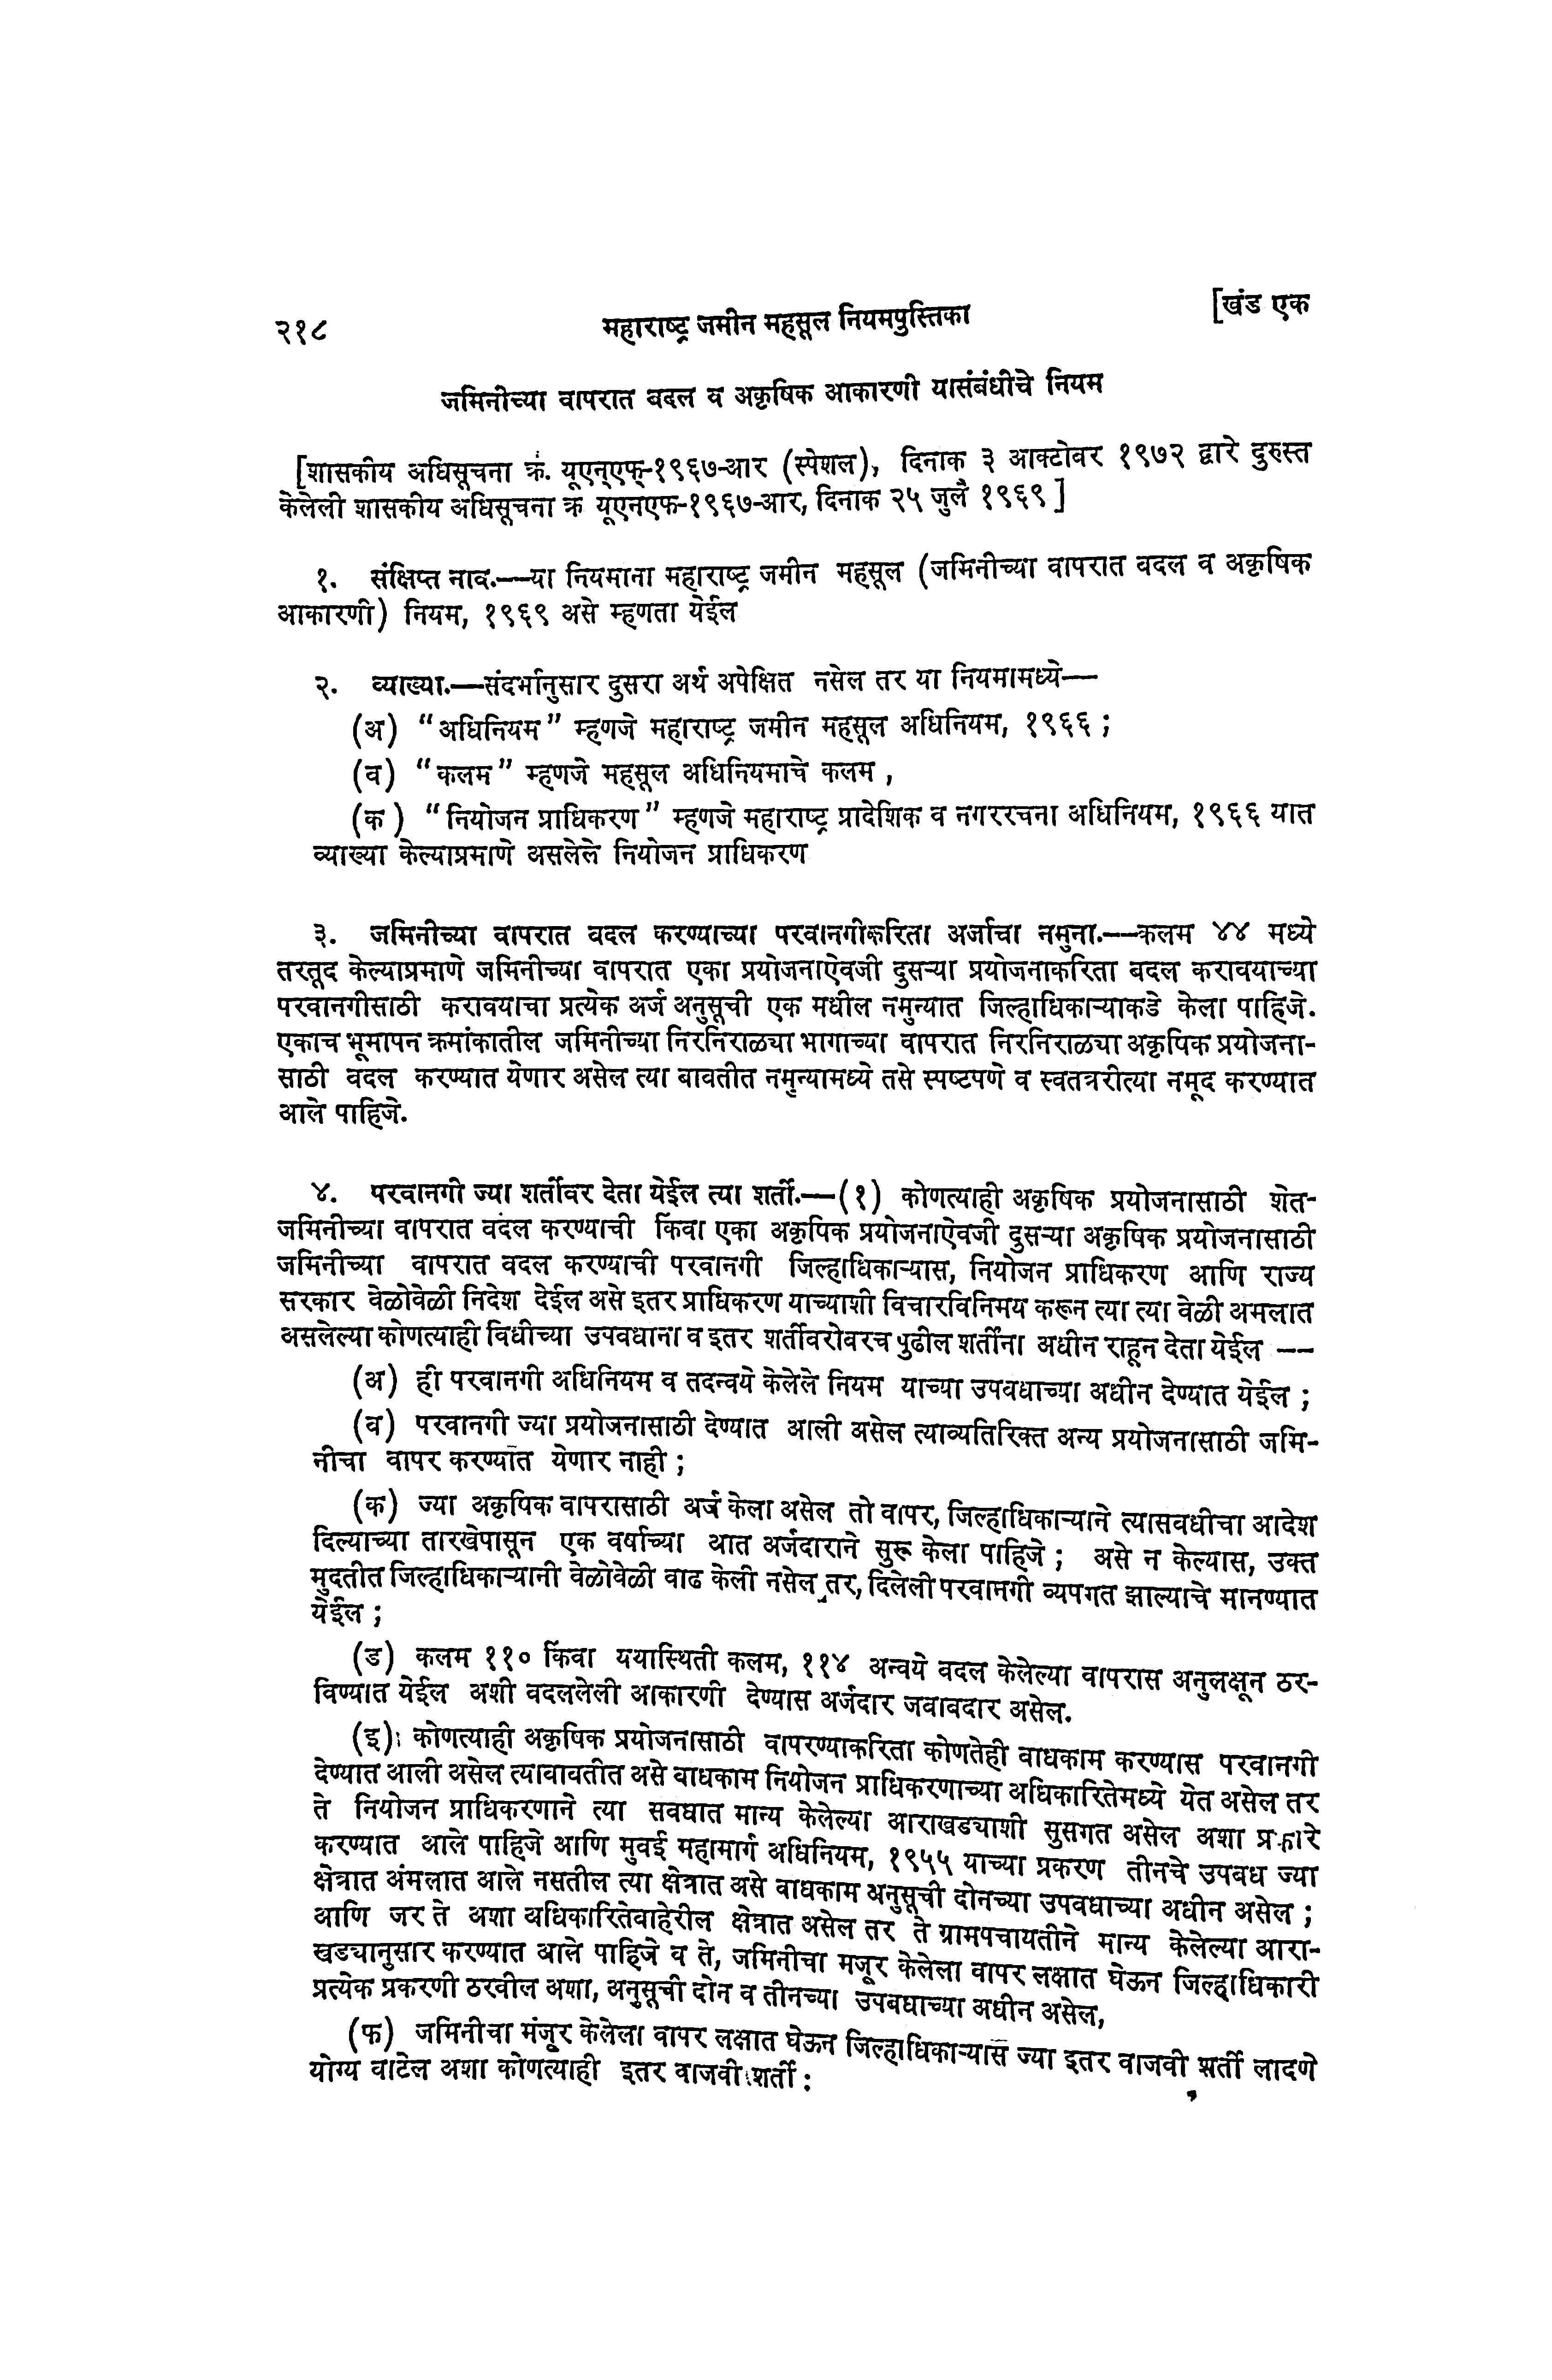 २१८ महाराष्ट्र जमीन महसूल नियमपुस्तिका [खंड एक
जमिनीच्या वापरात बदल व अकृषिक आकारणी यासंबंधीचे नियम
[शासकीय अधिसूचना क्रं. यूएन्एफ्-१९६७-आर (स्पेशल), दिनाक ३ आक्टोबर १९७२ द्वारे दुरुस्त
केलेली शासकीय अधिसूचना क्र यूएनएफ-१९६७-आर, दिनाक २५ जुलै १९६९]
१. संक्षिप्त नाव.——या नियमाना महाराष्ट्र जमीन महसूल (जमिनीच्या वापरात बदल व अकृषिक
आकारणी) नियम, १९६९ असे म्हणता येईल
२. व्याख्या.——संदर्भानुसार दुसरा अर्थ अपेक्षित नसेल तर या नियमामध्ये——
(अ) “अधिनियम” म्हणजे महाराष्ट्र जमीन महसूल अधिनियम, १९६६ ;
(ब) “कलम” म्हणजे महसूल अधिनियमाचे कलम ,
(क) “नियोजन प्राधिकरण” म्हणजे महाराष्ट्र प्रादेशिक व नगररचना अधिनियम, १९६६ यात
व्याख्या केल्याप्रमाणे असलेले नियोजन प्राधिकरण
३. जमिनीच्या वापरात बदल करण्याच्या परवानगीकरिता अर्जाचा नमुना.——कलम ४४ मध्ये
तरतूद केल्याप्रमाणे जमिनीच्या वापरात एका प्रयोजनाऐवजी दुसऱ्या प्रयोजनाकरिता बदल करावयाच्या
परवानगीसाठी करावयाचा प्रत्येक अर्ज अनुसूची एक मधील नमुन्यात जिल्हाधिकाऱ्याकडे केला पाहिजे.
एकाच भूमापन क्रमांकातील जमिनीच्या निरनिराळ्या भागाच्या वापरात निरनिराळ्या अकृषिक प्रयोजना-
साठी बदल करण्यात येणार असेल त्या बाबतीत नमुन्यामध्ये तसे स्पष्टपणे व स्वतत्ररीत्या नमूद करण्यात
आले पाहिजे.
४. परवानगी ज्या शर्तीवर देता येईल त्या शर्ती.——(१) कोणत्याही अकृषिक प्रयोजनासाठी शेत-
जमिनीच्या वापरात बदल करण्याची किंवा एका अकृषिक प्रयोजनाऐवजी दुसऱ्या अकृषिक प्रयोजनासाठी
जमिनीच्या वापरात बदल करण्याची परवानगी जिल्हाधिकाऱ्यास, नियोजन प्राधिकरण आणि राज्य
सरकार वेळोवेळी निदेश देईल असे इतर प्राधिकरण याच्याशी विचारविनिमय करून त्या त्या वेळी अमलात
असलेल्या कोणत्याही विधीच्या उपबधाना व इतर शर्तीबरोबरच पुढील शर्तींना अधीन राहून देता येईल ——
(अ) ही परवानगी अधिनियम व तदन्वये केलेले नियम याच्या उपबधाच्या अधीन देण्यात येईल ;
(ब) परवानगी ज्या प्रयोजनासाठी देण्यात आली असेल त्याव्यतिरिक्त अन्य प्रयोजनासाठी जमि-
नीचा वापर करण्यात येणार नाही ;
(क) ज्या अकृषिक वापरासाठी अर्ज केला असेल तो वापर, जिल्हाधिकाऱ्याने त्यासबधीचा आदेश
दिल्याच्या तारखेपासून एक वर्षाच्या आत अर्जदाराने सुरू केला पाहिजे ; असे न केल्यास, उक्त
मुदतीत जिल्हाधिकाऱ्यानी वेळोवेळी वाढ केली नसेल तर, दिलेली परवानगी व्यपगत झाल्याचे मानण्यात
येईल ;
(ड) कलम ११० किंवा यथास्थिती कलम, ११४ अन्वये बदल केलेल्या वापरास अनुलक्षून ठर-
विण्यात येईल अशी बदललेली आकारणी देण्यास अर्जदार जबाबदार असेल.
(इ) कोणत्याही अकृषिक प्रयोजनासाठी वापरण्याकरिता कोणतेही बाधकाम करण्यास परवानगी
देण्यात आली असेल त्याबाबतीत असे बाधकाम नियोजन प्राधिकरणाच्या अधिकारितेमध्ये येत असेल तर
ते नियोजन प्राधिकरणाने त्या सबधात मान्य केलेल्या आराखड्याशी सुसगत असेल अशा प्रकारे
करण्यात आले पाहिजे आणि मुबई महामार्ग अधिनियम, १९५५ याच्या प्रकरण तीनचे उपबध ज्या
क्षेत्रात अंमलात आले नसतील त्या क्षेत्रात असे बाधकाम अनुसूची दोनच्या उपबधाच्या अधीन असेल ;
आणि जर ते अशा अधिकारितेबाहेरील क्षेत्रात असेल तर ते ग्रामपचायतीने मान्य केलेल्या आरा-
खड्यानुसार करण्यात आले पाहिजे व ते, जमिनीचा मजूर केलेला वापर लक्षात घेऊन जिल्हाधिकारी
प्रत्येक प्रकरणी ठरवील अशा, अनुसूची दोन व तीनच्या उपबधाच्या अधीन असेल,
(फ) जमिनीचा मंजूर केलेला वापर लक्षात घेऊन जिल्हाधिकाऱ्यास ज्या इतर वाजवी शर्ती लादणे
योग्य वाटेल अशा कोणत्याही इतर वाजवी शर्ती :